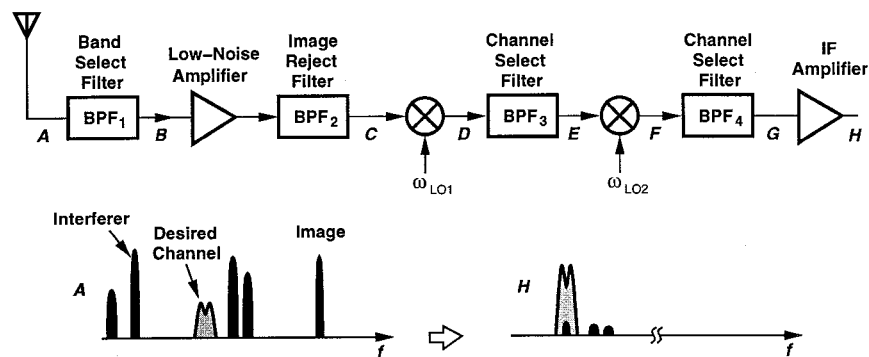 Band
Select
Filter
Low–Noise
Amplifier
Image
Reject
Filter
Channel
Select
Filter
Channel
Select
Filter
IF
Amplifier
A
BPF1
B
BPF2
C
D
BPF3
E
F
BPF4
G
H
ωLO1
ωLO2
Interferer
Desired
Channel
Image
A
f
H
f